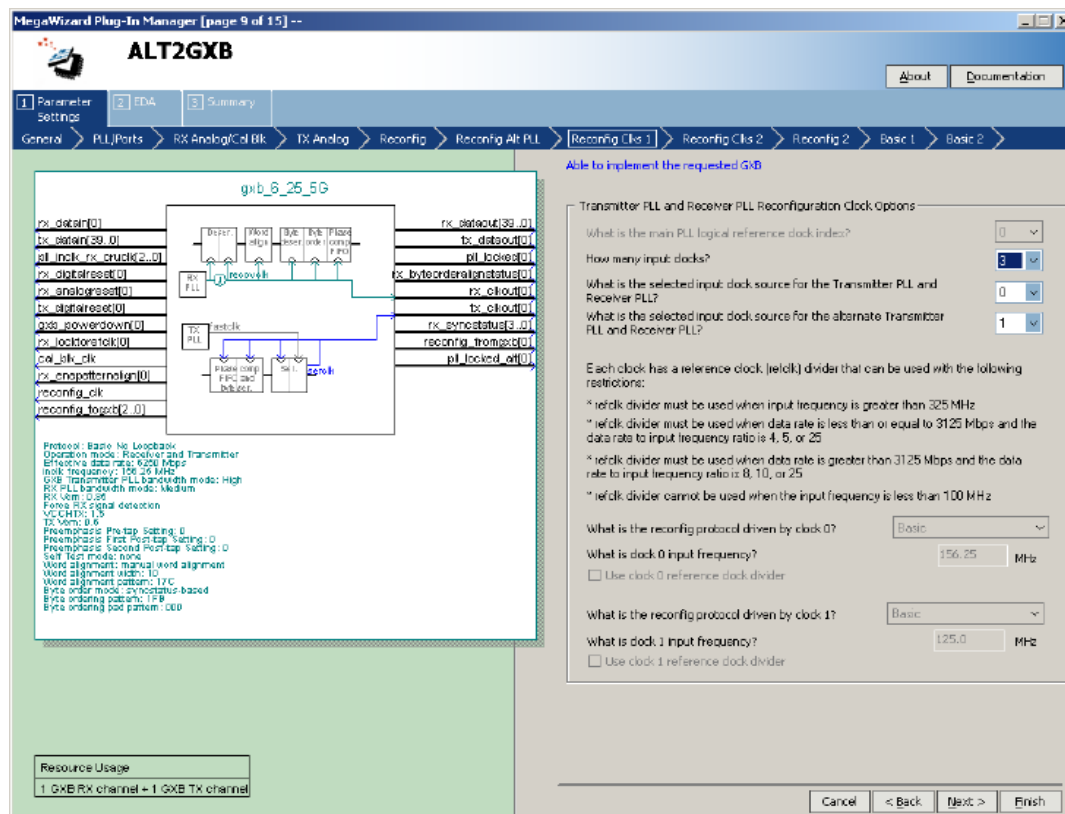 MegaWizard Plug-In Manager [page 9 of 15] --
ALT2GXB
About
Documentation
1 Parameter Settings
2 EDA
3 Summary
General
PLL/Ports
RX Analog/Cal Blk
TX Analog
Reconfig
Reconfig Alt PLL
Reconfig Clks 1
Reconfig Clks 2
Reconfig 2
Basic 1
Basic 2
gxb_6_25_5G
rx_datain[0]
tx_datain[39..0]
pll_inclk_rx_cruclk[2..0]
rx_digitalreset[0]
rx_analogreset[0]
tx_digitalreset[0]
gxb_powerdown[0]
rx_locktorefclk[0]
cal_blk_clk
rx_enapatternalign[0]
reconfig_clk
reconfig_togxb[2..0]
Deser.
Word align
Byte deser.
Byte order
Phase comp FIFO
RX PLL
recovclk
TX PLL
fastclk
Phase comp FIFO and byte ser.
Ser.
rx_dataout[39..0]
tx_dataout[0]
pll_locked[0]
rx_byteorderalignstatus[0]
rx_clkout[0]
tx_clkout[0]
rx_syncstatus[3..0]
reconfig_fromgxb[0]
pll_locked_alt[0]
Protocol: Basic No Loopback
Operation mode: Receiver and Transmitter
Effective data rate: 6250 Mbps
Inclk frequency: 156.25 MHz
GXB Transmitter PLL bandwidth mode: High
RX PLL bandwidth mode: Medium
RX Vcm: 0.85
Force RX signal detection
VCCHTX: 1.5
TX Vcm: 0.6
Preemphasis Pre-tap Setting: 0
Preemphasis First Post-tap Setting: 0
Preemphasis Second Post-tap Setting: 0
Self Test mode: none
Word alignment: manual word alignment
Word alignment width: 10
Word alignment pattern: 17C
Byte order mode: syncstatus-based
Byte ordering pattern: 1FB
Byte ordering pad pattern: 000
Resource Usage
1 GXB RX channel + 1 GXB TX channel
Able to implement the requested GXB
Transmitter PLL and Receiver PLL Reconfiguration Clock Options
What is the main PLL logical reference clock index?
0
How many input clocks?
3
What is the selected input clock source for the Transmitter PLL and
Receiver PLL?
0
What is the selected input clock source for the alternate Transmitter
PLL and Receiver PLL?
1
Each clock has a reference clock (refclk) divider that can be used with the following
restrictions:
* refclk divider must be used when input frequency is greater than 325 MHz
* refclk divider must be used when data rate is less than or equal to 3125 Mbps and the
data rate to input frequency ratio is 4, 5, or 25
* refclk divider must be used when data rate is greater than 3125 Mbps and the data
rate to input frequency ratio is 8, 10, or 25
* refclk divider cannot be used when the input frequency is less than 100 MHz
What is the reconfig protocol driven by clock 0?
Basic
What is clock 0 input frequency?
156.25 MHz
Use clock 0 reference clock divider
What is the reconfig protocol driven by clock 1?
Basic
What is clock 1 input frequency?
125.0 MHz
Use clock 1 reference clock divider
Cancel
< Back
Next >
Finish